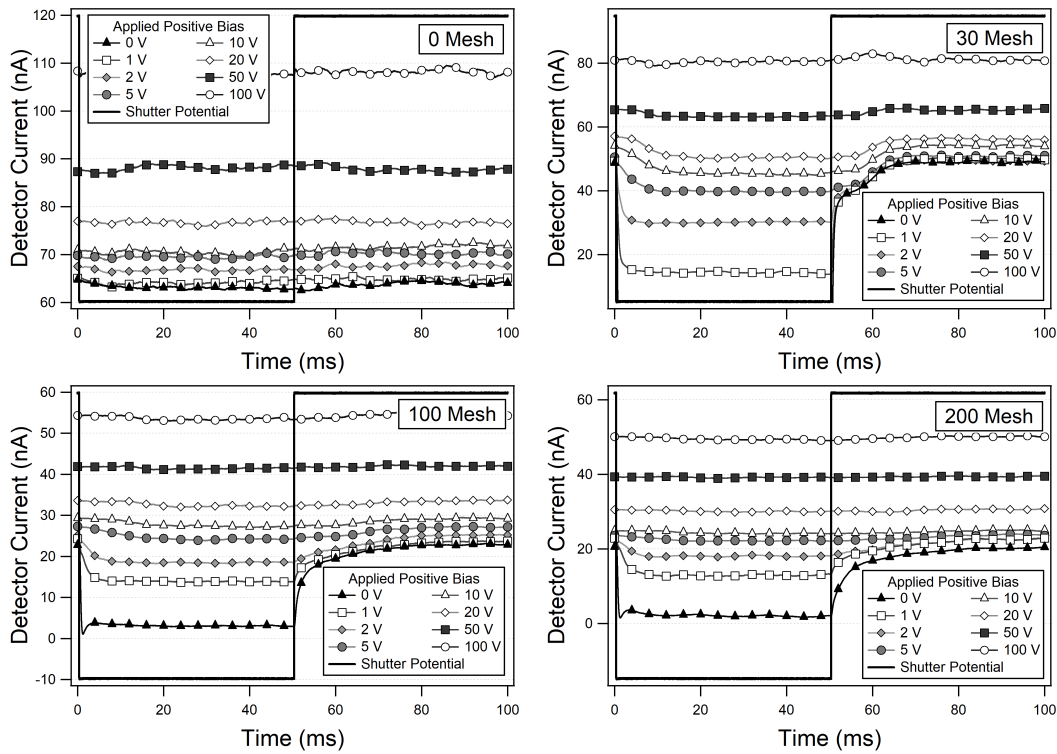 Detector Current (nA)
120
110
100
90
80
70
60
0 Mesh
Applied Positive Bias
0 V 10 V
1 V 20 V
2 V 50 V
5 V 100 V
Shutter Potential
0 20 40 60 80 100
Time (ms)
Detector Current (nA)
80
60
40
20
30 Mesh
Applied Positive Bias
0 V 10 V
1 V 20 V
2 V 50 V
5 V 100 V
Shutter Potential
0 20 40 60 80 100
Time (ms)
Detector Current (nA)
60
50
40
30
20
10
0
-10
100 Mesh
Applied Positive Bias
0 V 10 V
1 V 20 V
2 V 50 V
5 V 100 V
Shutter Potential
0 20 40 60 80 100
Time (ms)
Detector Current (nA)
60
40
20
0
200 Mesh
Applied Positive Bias
0 V 10 V
1 V 20 V
2 V 50 V
5 V 100 V
Shutter Potential
0 20 40 60 80 100
Time (ms)